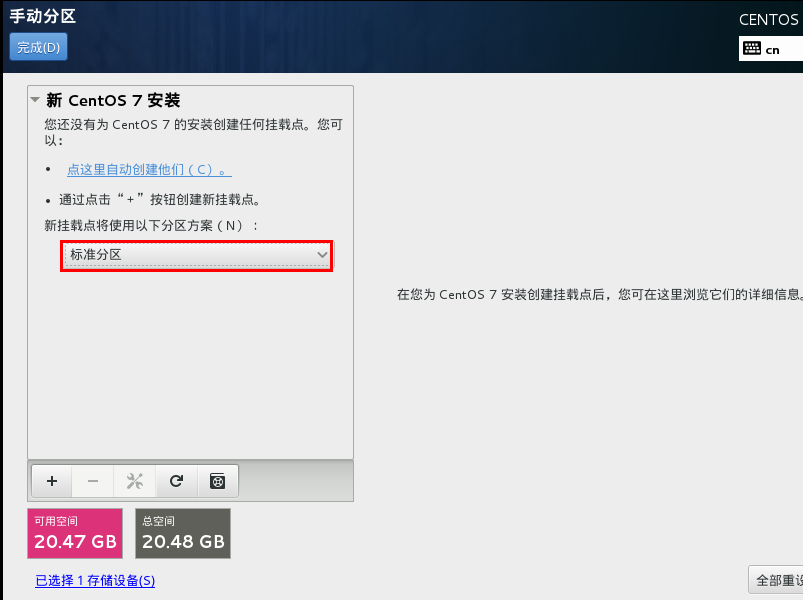 手动分区
CENTOS
完成(D)
cn
新 CentOS 7 安装
您还没有为 CentOS 7 的安装创建任何挂载点。您可
以：
• 点这里自动创建他们（C）。
• 通过点击“+”按钮创建新挂载点。
新挂载点将使用以下分区方案（N）：
标准分区
在您为 CentOS 7 安装创建挂载点后，您可在这里浏览它们的详细信息。
+ −
可用空间
20.47 GB
总空间
20.48 GB
已选择 1 存储设备(S)
全部重设